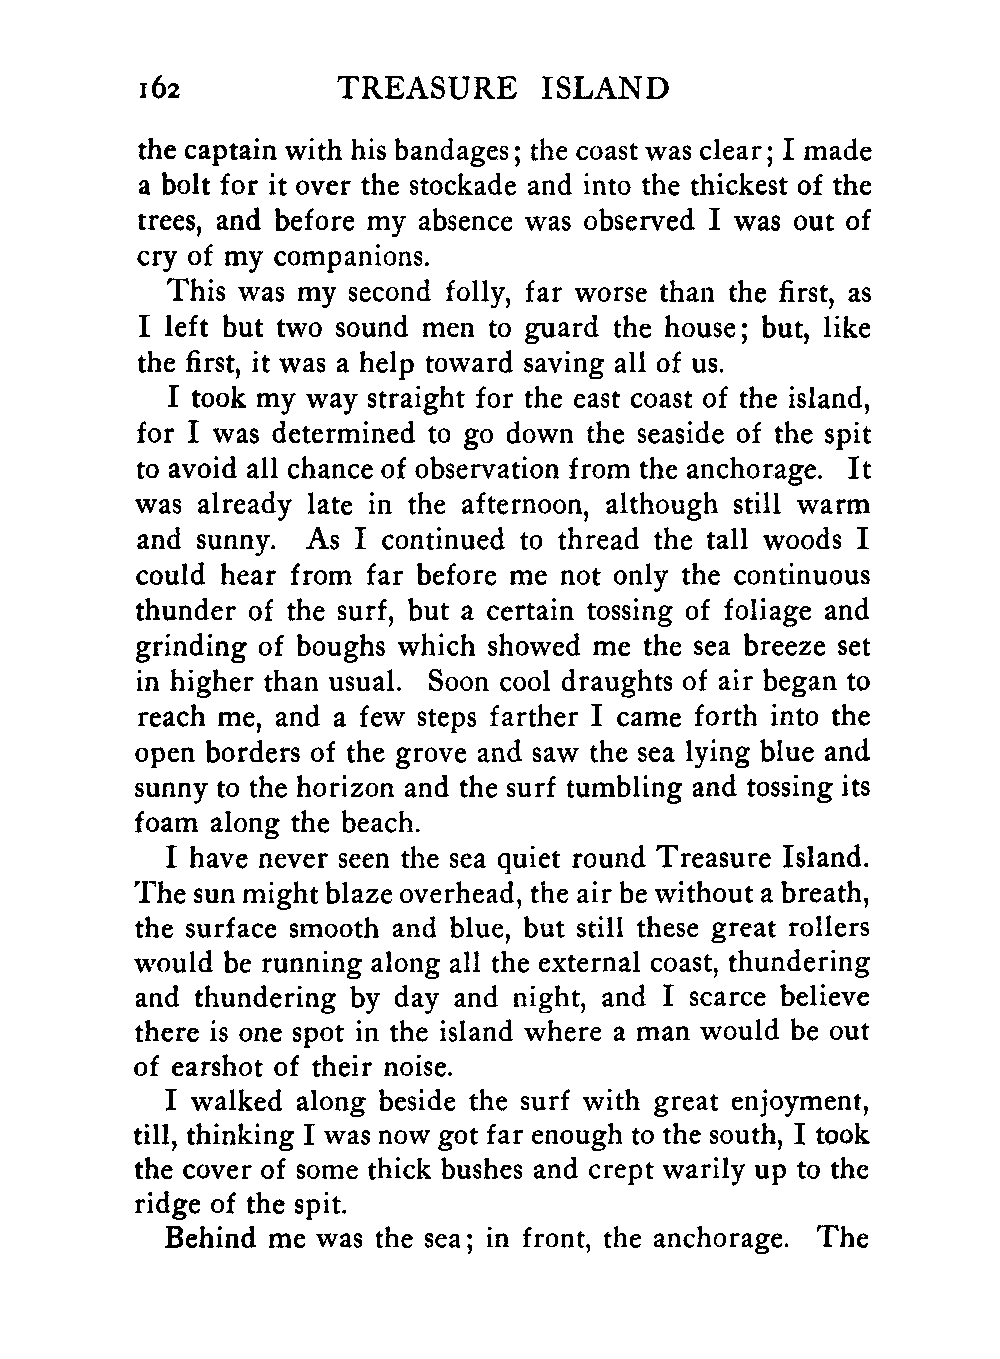 162 TREASURE ISLAND
the captain with his bandages; the coast was clear; I made
a bolt for it over the stockade and into the thickest of the
trees, and before my absence was observed I was out of
cry of my companions.
This was my second folly, far worse than the first, as
I left but two sound men to guard the house; but, like
the first, it was a help toward saving all of us.
I took my way straight for the east coast of the island,
for I was determined to go down the seaside of the spit
to avoid all chance of observation from the anchorage. It
was already late in the afternoon, although still warm
and sunny. As I continued to thread the tall woods I
could hear from far before me not only the continuous
thunder of the surf, but a certain tossing of foliage and
grinding of boughs which showed me the sea breeze set
in higher than usual. Soon cool draughts of air began to
reach me, and a few steps farther I came forth into the
open borders of the grove and saw the sea lying blue and
sunny to the horizon and the surf tumbling and tossing its
foam along the beach.
I have never seen the sea quiet round Treasure Island.
The sun might blaze overhead, the air be without a breath,
the surface smooth and blue, but still these great rollers
would be running along all the external coast, thundering
and thundering by day and night, and I scarce believe
there is one spot in the island where a man would be out
of earshot of their noise.
I walked along beside the surf with great enjoyment,
till, thinking I was now got far enough to the south, I took
the cover of some thick bushes and crept warily up to the
ridge of the spit.
Behind me was the sea; in front, the anchorage. The